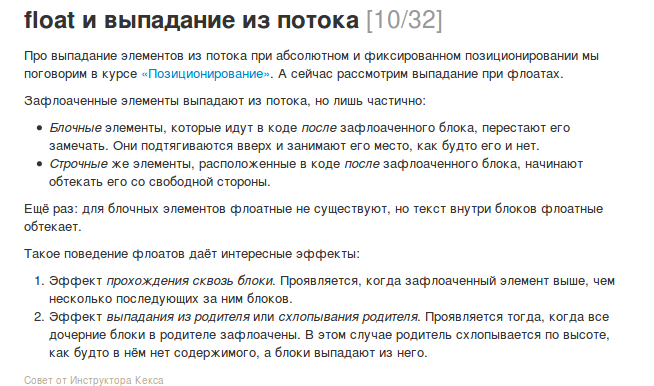 float и выпадание из потока [10/32]
Про выпадание элементов из потока при абсолютном и фиксированном позиционировании мы
поговорим в курсе «Позиционирование». А сейчас рассмотрим выпадание при флоатах.
Зафлоаченные элементы выпадают из потока, но лишь частично:
• Блочные элементы, которые идут в коде после зафлоаченного блока, перестают его
замечать. Они подтягиваются вверх и занимают его место, как будто его и нет.
• Строчные же элементы, расположенные в коде после зафлоаченного блока, начинают
обтекать его со свободной стороны.
Ещё раз: для блочных элементов флоатные не существуют, но текст внутри блоков флоатные
обтекает.
Такое поведение флоатов даёт интересные эффекты:
1. Эффект прохождения сквозь блоки. Проявляется, когда зафлоаченный элемент выше, чем
несколько последующих за ним блоков.
2. Эффект выпадания из родителя или схлопывания родителя. Проявляется тогда, когда все
дочерние блоки в родителе зафлоачены. В этом случае родитель схлопывается по высоте,
как будто в нём нет содержимого, а блоки выпадают из него.
Совет от Инструктора Кекса